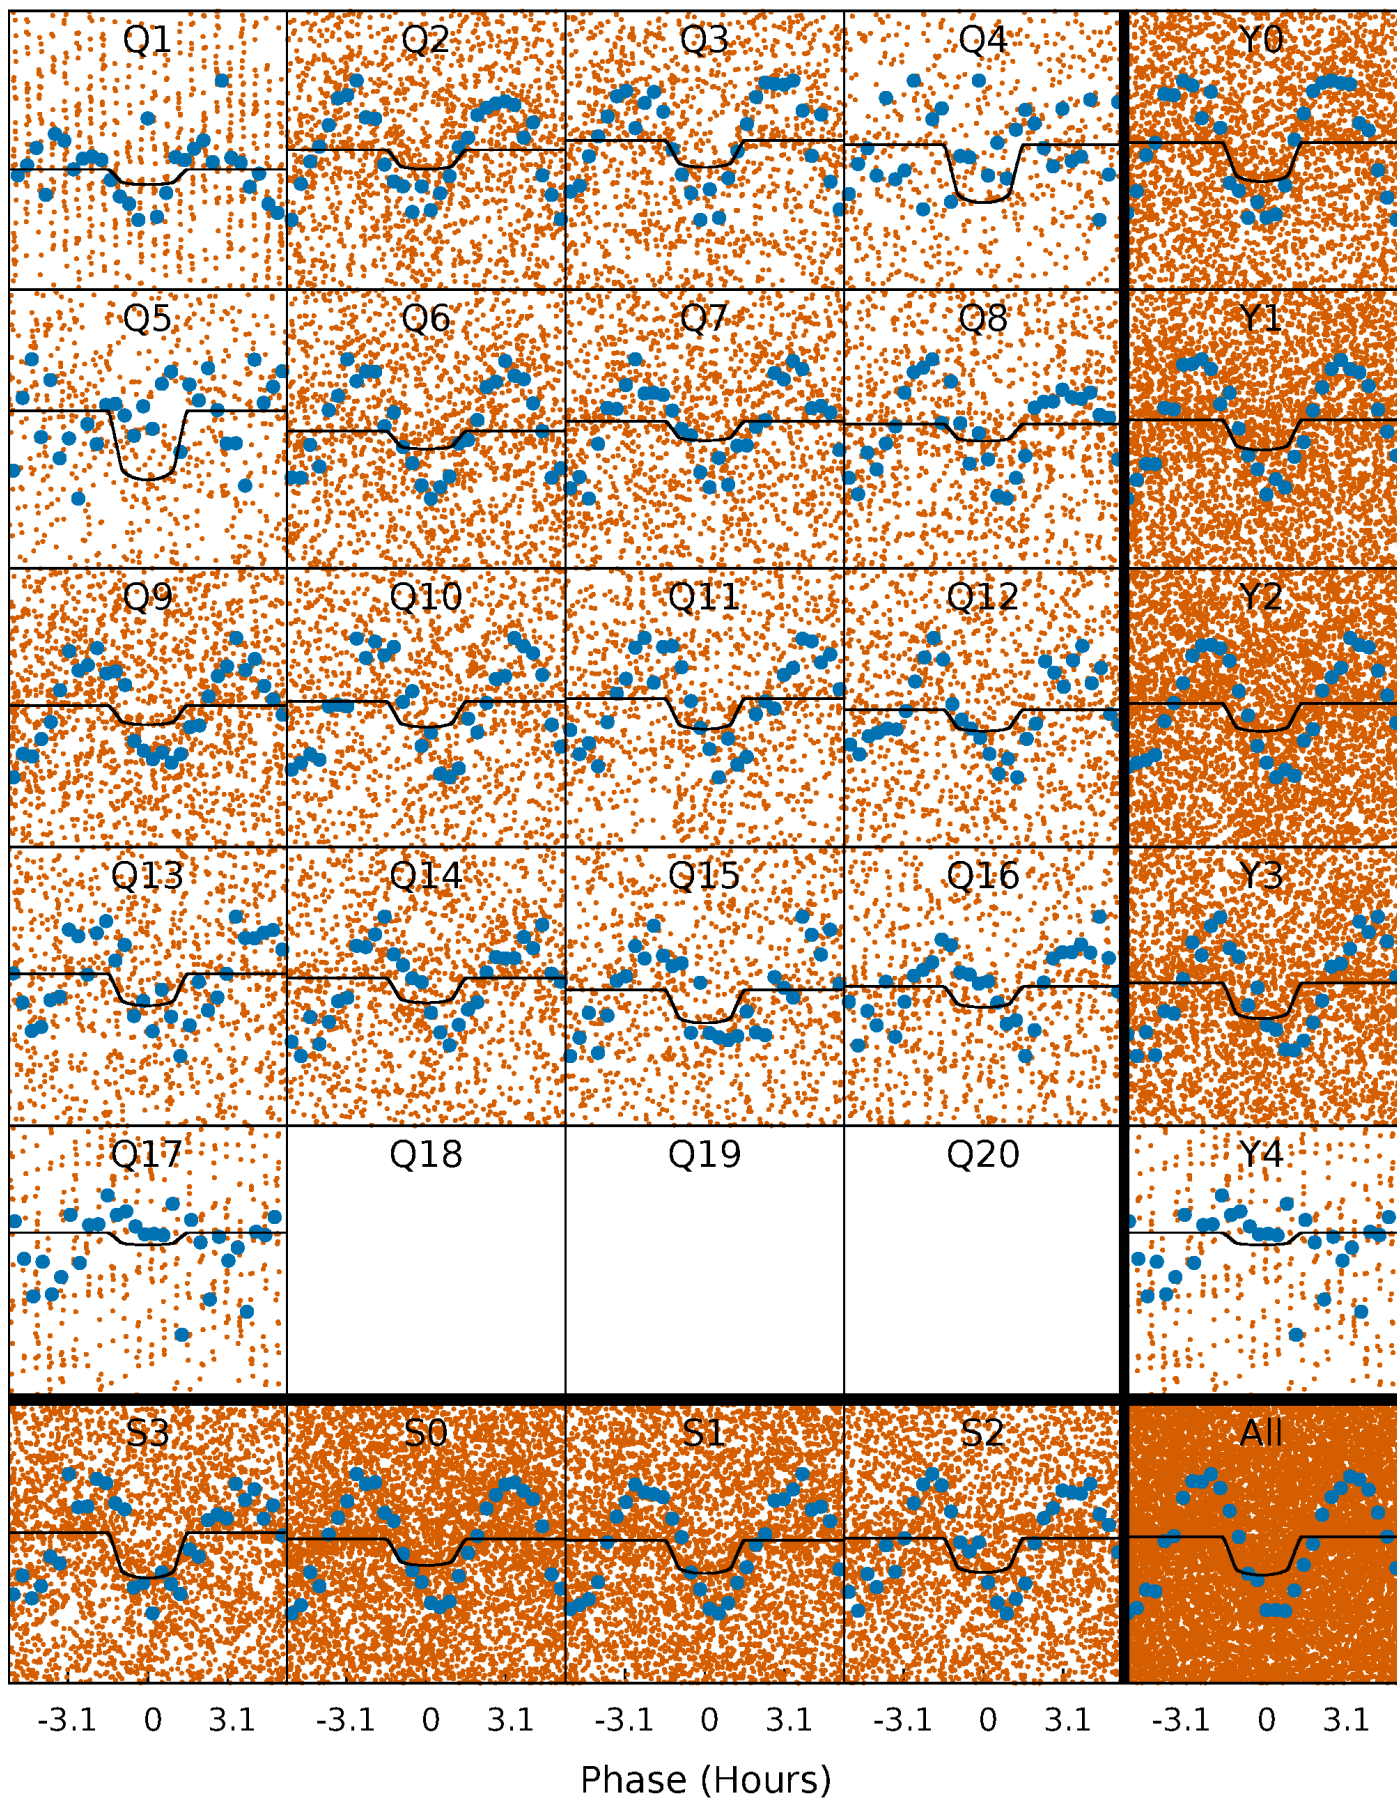 Q1 Q2 Q3 Q4 Y0
Q5 Q6 Q7 Q8 Y1
Q9 Q10 Q11 Q12 Y2
Q13 Q14 Q15 Q16 Y3
Q17 Q18 Q19 Q20 Y4
S3 S0 S1 S2 All
-3.1 0 3.1 -3.1 0 3.1 -3.1 0 3.1 -3.1 0 3.1 -3.1 0 3.1
Phase (Hours)